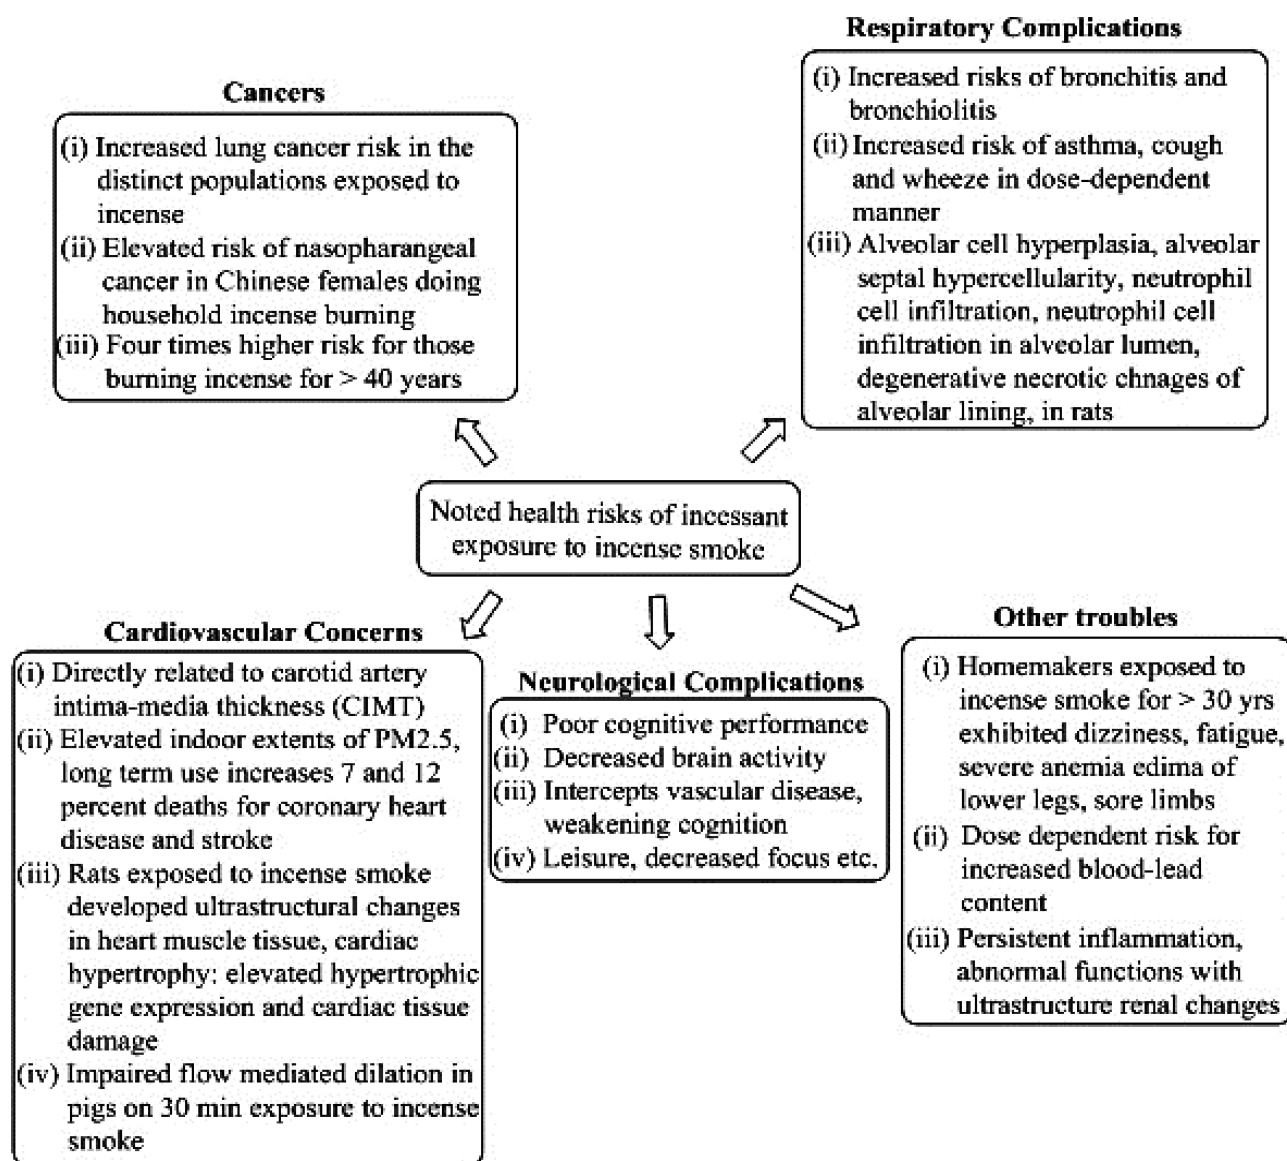 Respiratory Complications
(i) Increased risks of bronchitis and
bronchiolitis
(ii) Increased risk of asthma, cough
and wheeze in dose-dependent
manner
(iii) Alveolar cell hyperplasia, alveolar
septal hypercellularity, neutrophil
cell infiltration, neutrophil cell
infiltration in alveolar lumen,
degenerative necrotic chnages of
alveolar lining, in rats
Cancers
(i) Increased lung cancer risk in the
distinct populations exposed to
incense
(ii) Elevated risk of nasopharangeal
cancer in Chinese females doing
household incense burning
(iii) Four times higher risk for those
burning incense for > 40 years
Noted health risks of incessant
exposure to incense smoke
Cardiovascular Concerns
(i) Directly related to carotid artery
intima-media thickness (CIMT)
(ii) Elevated indoor extents of PM2.5,
long term use increases 7 and 12
percent deaths for coronary heart
disease and stroke
(iii) Rats exposed to incense smoke
developed ultrastructural changes
in heart muscle tissue, cardiac
hypertrophy: elevated hypertrophic
gene expression and cardiac tissue
damage
(iv) Impaired flow mediated dilation in
pigs on 30 min exposure to incense
smoke
Neurological Complications
(i) Poor cognitive performance
(ii) Decreased brain activity
(iii) Intercepts vascular disease,
weakening cognition
(iv) Leisure, decreased focus etc.
Other troubles
(i) Homemakers exposed to
incense smoke for > 30 yrs
exhibited dizziness, fatigue,
severe anemia edima of
lower legs, sore limbs
(ii) Dose dependent risk for
increased blood-lead
content
(iii) Persistent inflammation,
abnormal functions with
ultrastructure renal changes